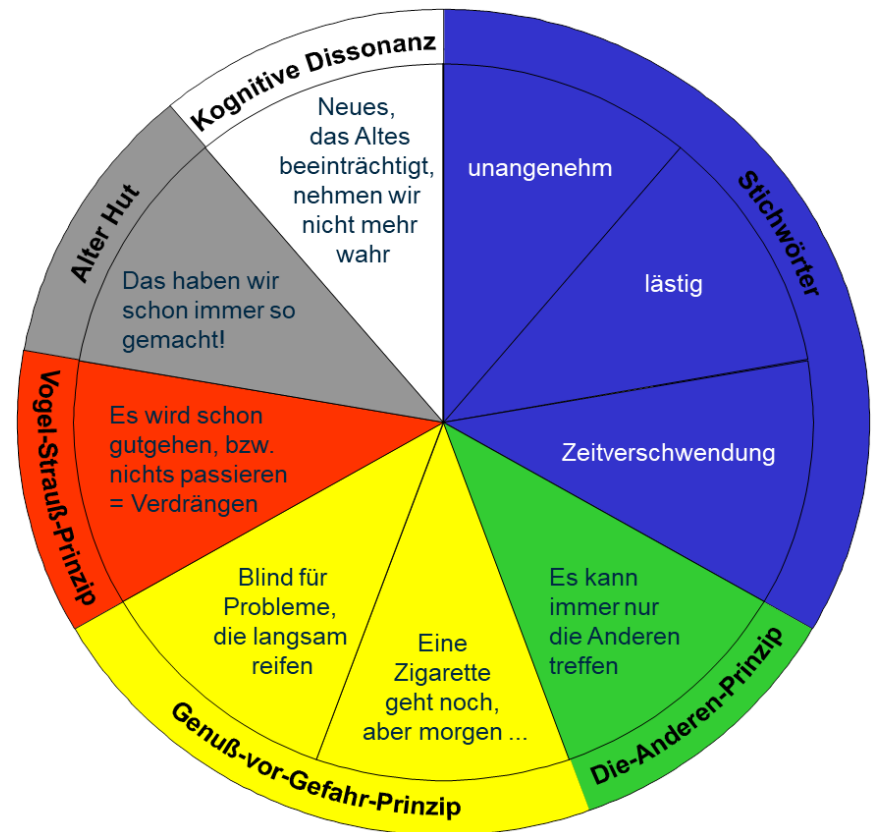 Kognitive Dissonanz
Neues,
das Altes
beeinträchtigt,
nehmen wir
nicht mehr
wahr
Stichwörter
unangenehm
lästig
Zeitverschwendung
Die-Anderen-Prinzip
Es kann
immer nur
die Anderen
treffen
Genuß-vor-Gefahr-Prinzip
Eine
Zigarette
geht noch,
aber morgen ...
Blind für
Probleme,
die langsam
reifen
Vogel-Strauß-Prinzip
Es wird schon
gutgehen, bzw.
nichts passieren
= Verdrängen
Alter Hut
Das haben wir
schon immer so
gemacht!